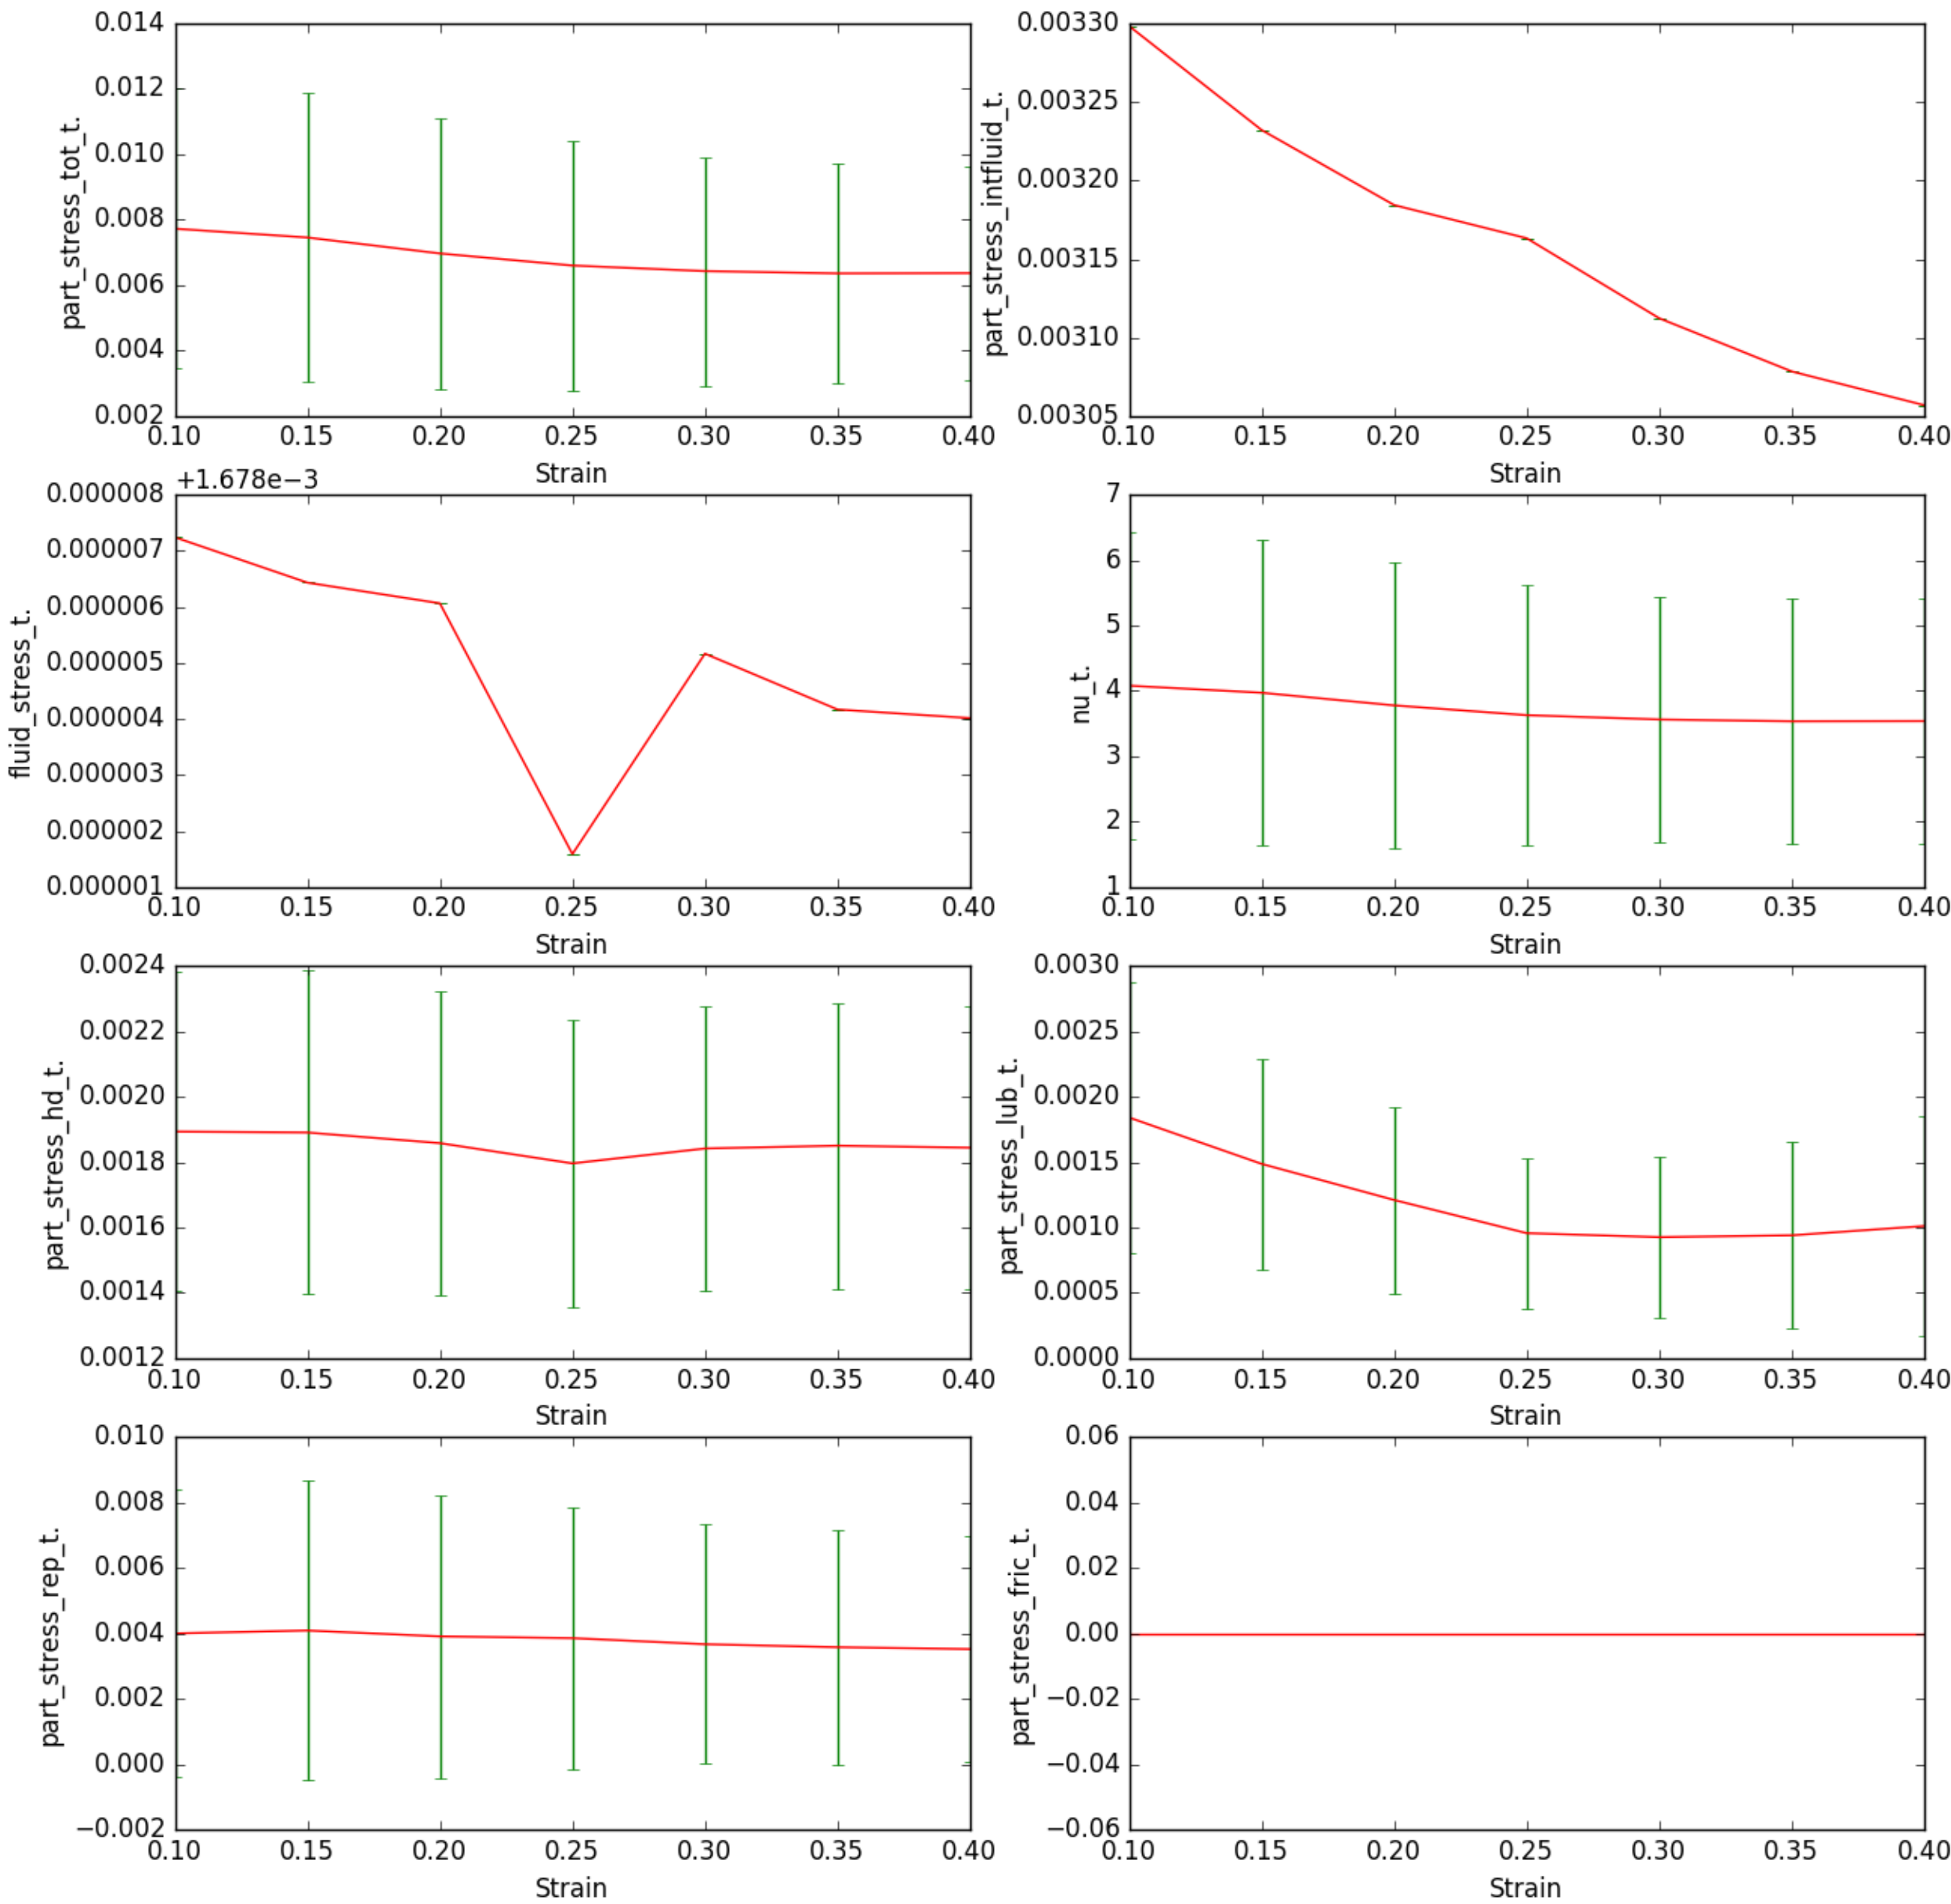 part_stress_tot_t.
0.014
0.012
0.010
0.008
0.006
0.004
0.002
0.10 0.15 0.20 0.25 0.30 0.35 0.40
Strain
part_stress_intfluid_t.
0.00330
0.00325
0.00320
0.00315
0.00310
0.00305
0.10 0.15 0.20 0.25 0.30 0.35 0.40
Strain
fluid_stress_t.
+1.678e−3
0.000008
0.000007
0.000006
0.000005
0.000004
0.000003
0.000002
0.000001
0.10 0.15 0.20 0.25 0.30 0.35 0.40
Strain
nu_t.
7
6
5
4
3
2
1
0.10 0.15 0.20 0.25 0.30 0.35 0.40
Strain
part_stress_hd_t.
0.0024
0.0022
0.0020
0.0018
0.0016
0.0014
0.0012
0.10 0.15 0.20 0.25 0.30 0.35 0.40
Strain
part_stress_lub_t.
0.0030
0.0025
0.0020
0.0015
0.0010
0.0005
0.0000
0.10 0.15 0.20 0.25 0.30 0.35 0.40
Strain
part_stress_rep_t.
0.010
0.008
0.006
0.004
0.002
0.000
−0.002
0.10 0.15 0.20 0.25 0.30 0.35 0.40
Strain
part_stress_fric_t.
0.06
0.04
0.02
0.00
−0.02
−0.04
−0.06
0.10 0.15 0.20 0.25 0.30 0.35 0.40
Strain